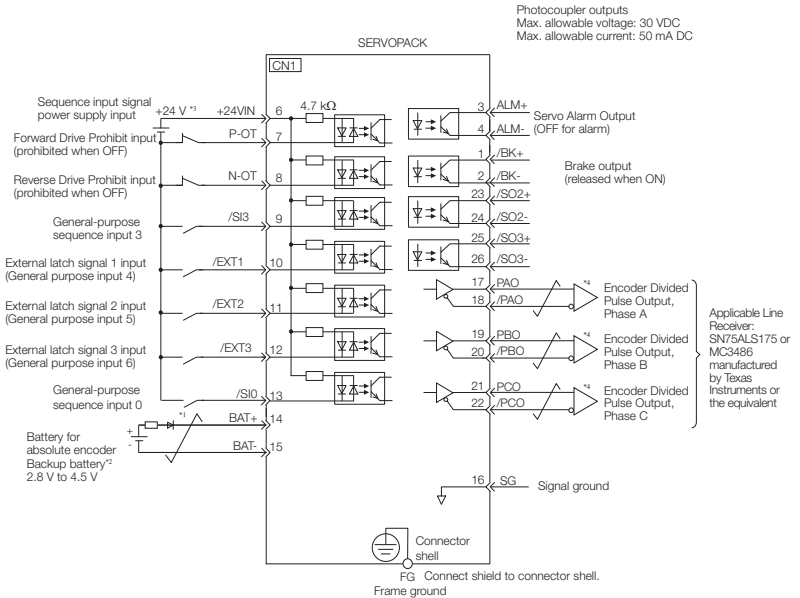 Photocoupler outputs
Max. allowable voltage: 30 VDC
Max. allowable current: 50 mA DC
SERVOPACK
CN1
Sequence input signal
power supply input
+24 V *3
+24VIN
6
4.7 kΩ
Forward Drive Prohibit input
(prohibited when OFF)
P-OT
7
Reverse Drive Prohibit input
(prohibited when OFF)
N-OT
8
General-purpose
sequence input 3
/SI3
9
External latch signal 1 input
(General purpose input 4)
/EXT1
10
External latch signal 2 input
(General purpose input 5)
/EXT2
11
External latch signal 3 input
(General purpose input 6)
/EXT3
12
General-purpose
sequence input 0
/SI0
13
BAT+
14
*1
+
-
BAT-
15
Battery for
absolute encoder
Backup battery*2
2.8 V to 4.5 V
3
ALM+
4
ALM-
Servo Alarm Output
(OFF for alarm)
1
/BK+
2
/BK-
Brake output
(released when ON)
23
/SO2+
24
/SO2-
25
/SO3+
26
/SO3-
17
PAO
18
/PAO
*4
Encoder Divided
Pulse Output,
Phase A
19
PBO
20
/PBO
*4
Encoder Divided
Pulse Output,
Phase B
21
PCO
22
/PCO
*4
Encoder Divided
Pulse Output,
Phase C
Applicable Line
Receiver:
SN75ALS175 or
MC3486
manufactured
by Texas
Instruments or
the equivalent
16
SG
Signal ground
Connector
shell
FG
Connect shield to connector shell.
Frame ground